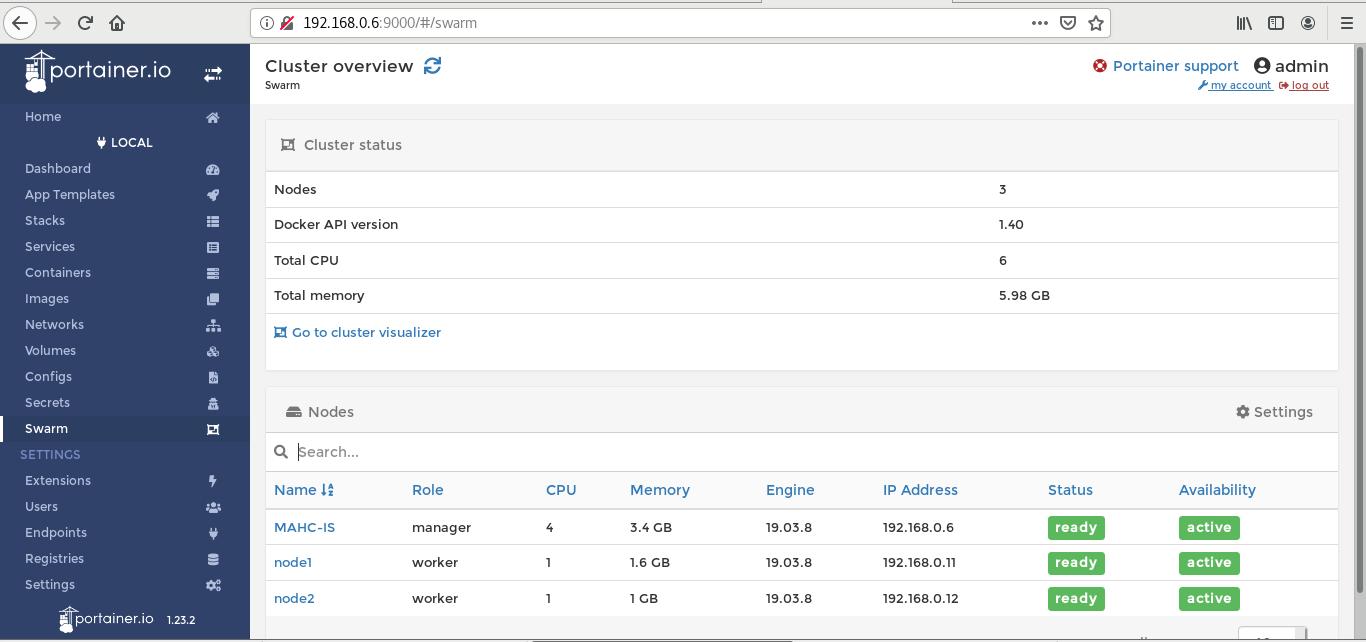 192.168.0.6:9000/#/swarm
portainer.io
Home
LOCAL
Dashboard
App Templates
Stacks
Services
Containers
Images
Networks
Volumes
Configs
Secrets
Swarm
SETTINGS
Extensions
Users
Endpoints
Registries
Settings
portainer.io 1.23.2
Cluster overview
Swarm
Portainer support admin
my account log out
Cluster status
Nodes 3
Docker API version 1.40
Total CPU 6
Total memory 5.98 GB
Go to cluster visualizer
Nodes Settings
Search...
Name Role CPU Memory Engine IP Address Status Availability
MAHC-IS manager 4 3.4 GB 19.03.8 192.168.0.6 ready active
node1 worker 1 1.6 GB 19.03.8 192.168.0.11 ready active
node2 worker 1 1 GB 19.03.8 192.168.0.12 ready active